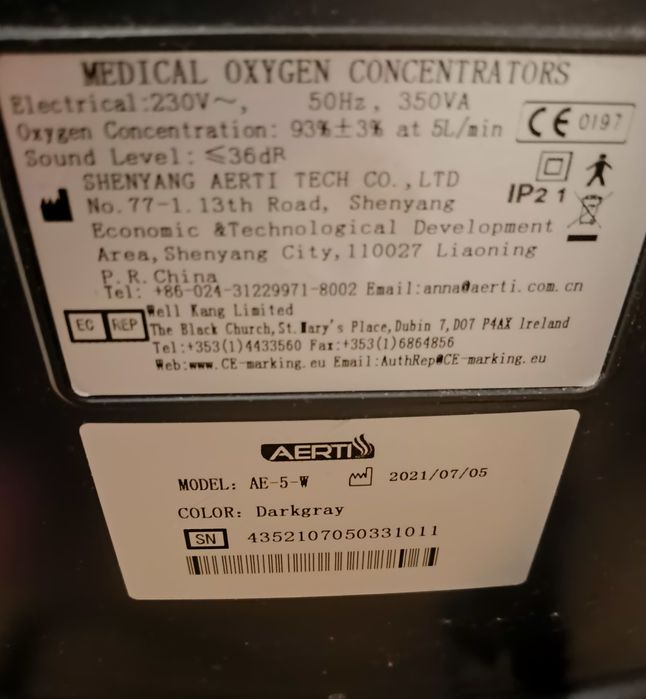 MEDICAL OXYGEN CONCENTRATORS
Electrical:230V~, 50Hz, 350VA
Oxygen Concentration: 93%±3% at 5L/min
CE 0197
Sound Level: ≤36dR
SHENYANG AERTI TECH CO.,LTD
IP21
No.77-1.13th Road, Shenyang
Economic &Technological Development
Area,Shenyang City,110027 Liaoning
P.R.China
Tel: +86-024-31229971-8002 Email:anna@aerti.com.cn
EC REP
Well Kang Limited
The Black Church,St.Mary's Place,Dubin 7,D07 P4AX Ireland
Tel:+353(1)4433560 Fax:+353(1)6864856
Web:www.CE-marking.eu Email:AuthRep@CE-marking.eu
AERTI
MODEL: AE-5-W 2021/07/05
COLOR: Darkgray
SN 4352107050331011